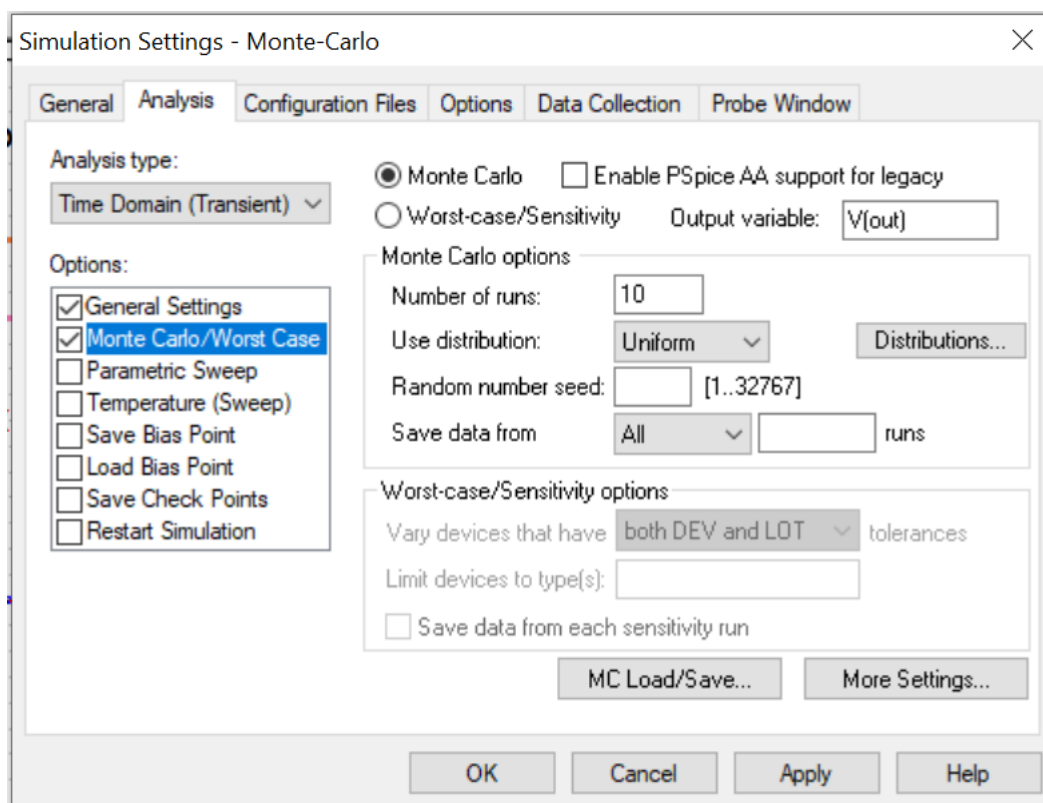 Simulation Settings - Monte-Carlo
General Analysis Configuration Files Options Data Collection Probe Window
Analysis type:
Time Domain (Transient)
Options:
General Settings
Monte Carlo/Worst Case
Parametric Sweep
Temperature (Sweep)
Save Bias Point
Load Bias Point
Save Check Points
Restart Simulation
Monte Carlo Enable PSpice AA support for legacy
Worst-case/Sensitivity Output variable: V(out)
Monte Carlo options
Number of runs: 10
Use distribution: Uniform Distributions...
Random number seed: [1..32767]
Save data from All runs
Worst-case/Sensitivity options
Vary devices that have both DEV and LOT tolerances
Limit devices to type(s):
Save data from each sensitivity run
MC Load/Save... More Settings...
OK Cancel Apply Help